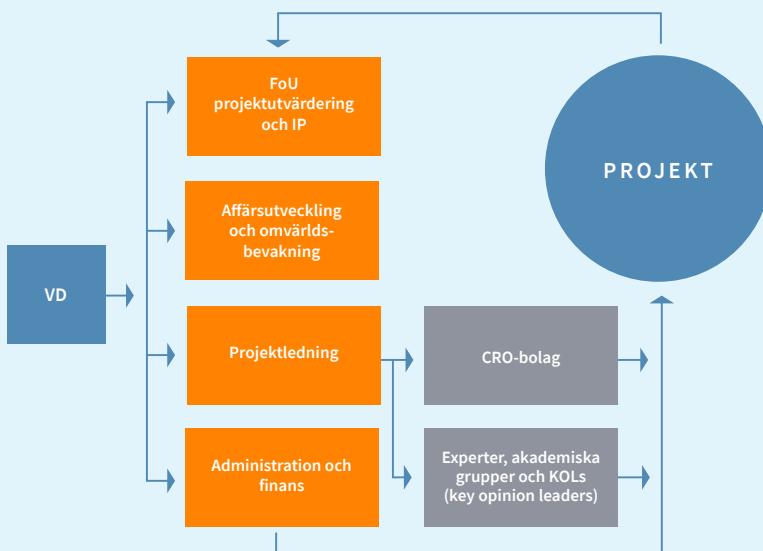 FoU
projektutvärdering
och IP
PROJEKT
Affärsutveckling
och omvärlds-
bevakning
VD
Projektledning
CRO-bolag
Administration och
finans
Experter, akademiska
grupper och KOLs
(key opinion leaders)